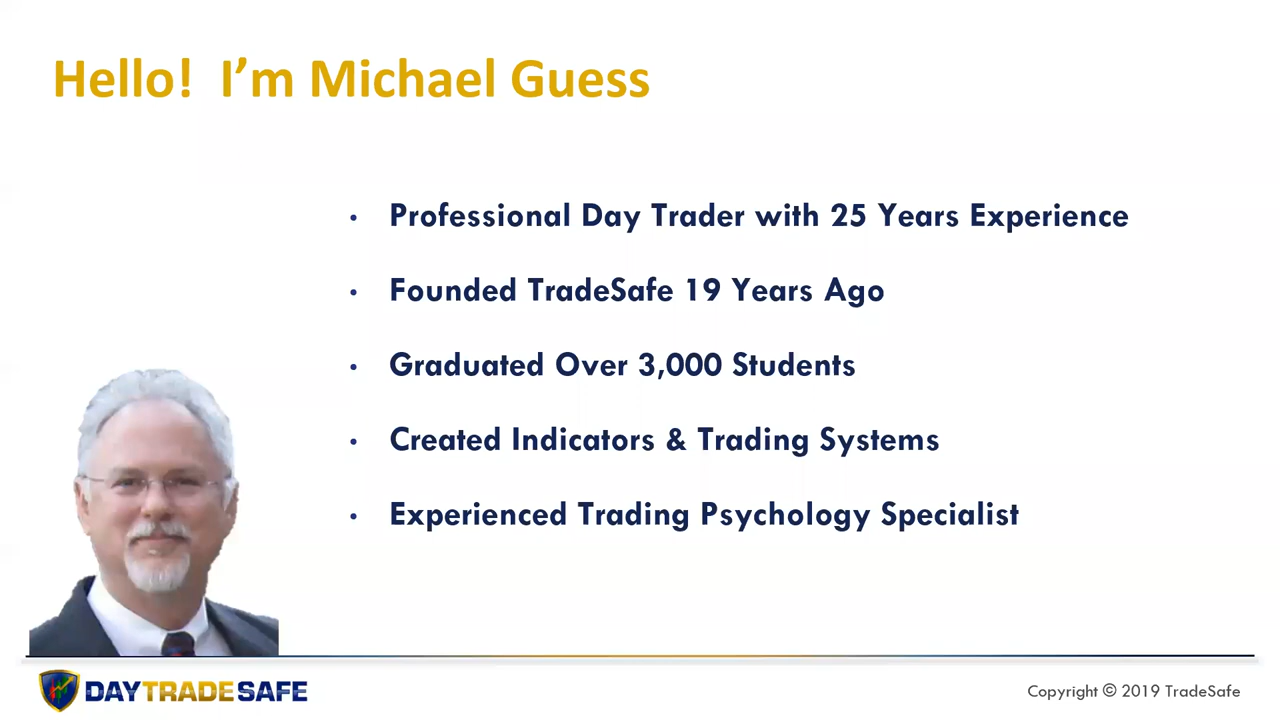 Hello! I’m Michael Guess
• Professional Day Trader with 25 Years Experience
• Founded TradeSafe 19 Years Ago
• Graduated Over 3,000 Students
• Created Indicators & Trading Systems
• Experienced Trading Psychology Specialist
DAYTRADESAFE
Copyright © 2019 TradeSafe